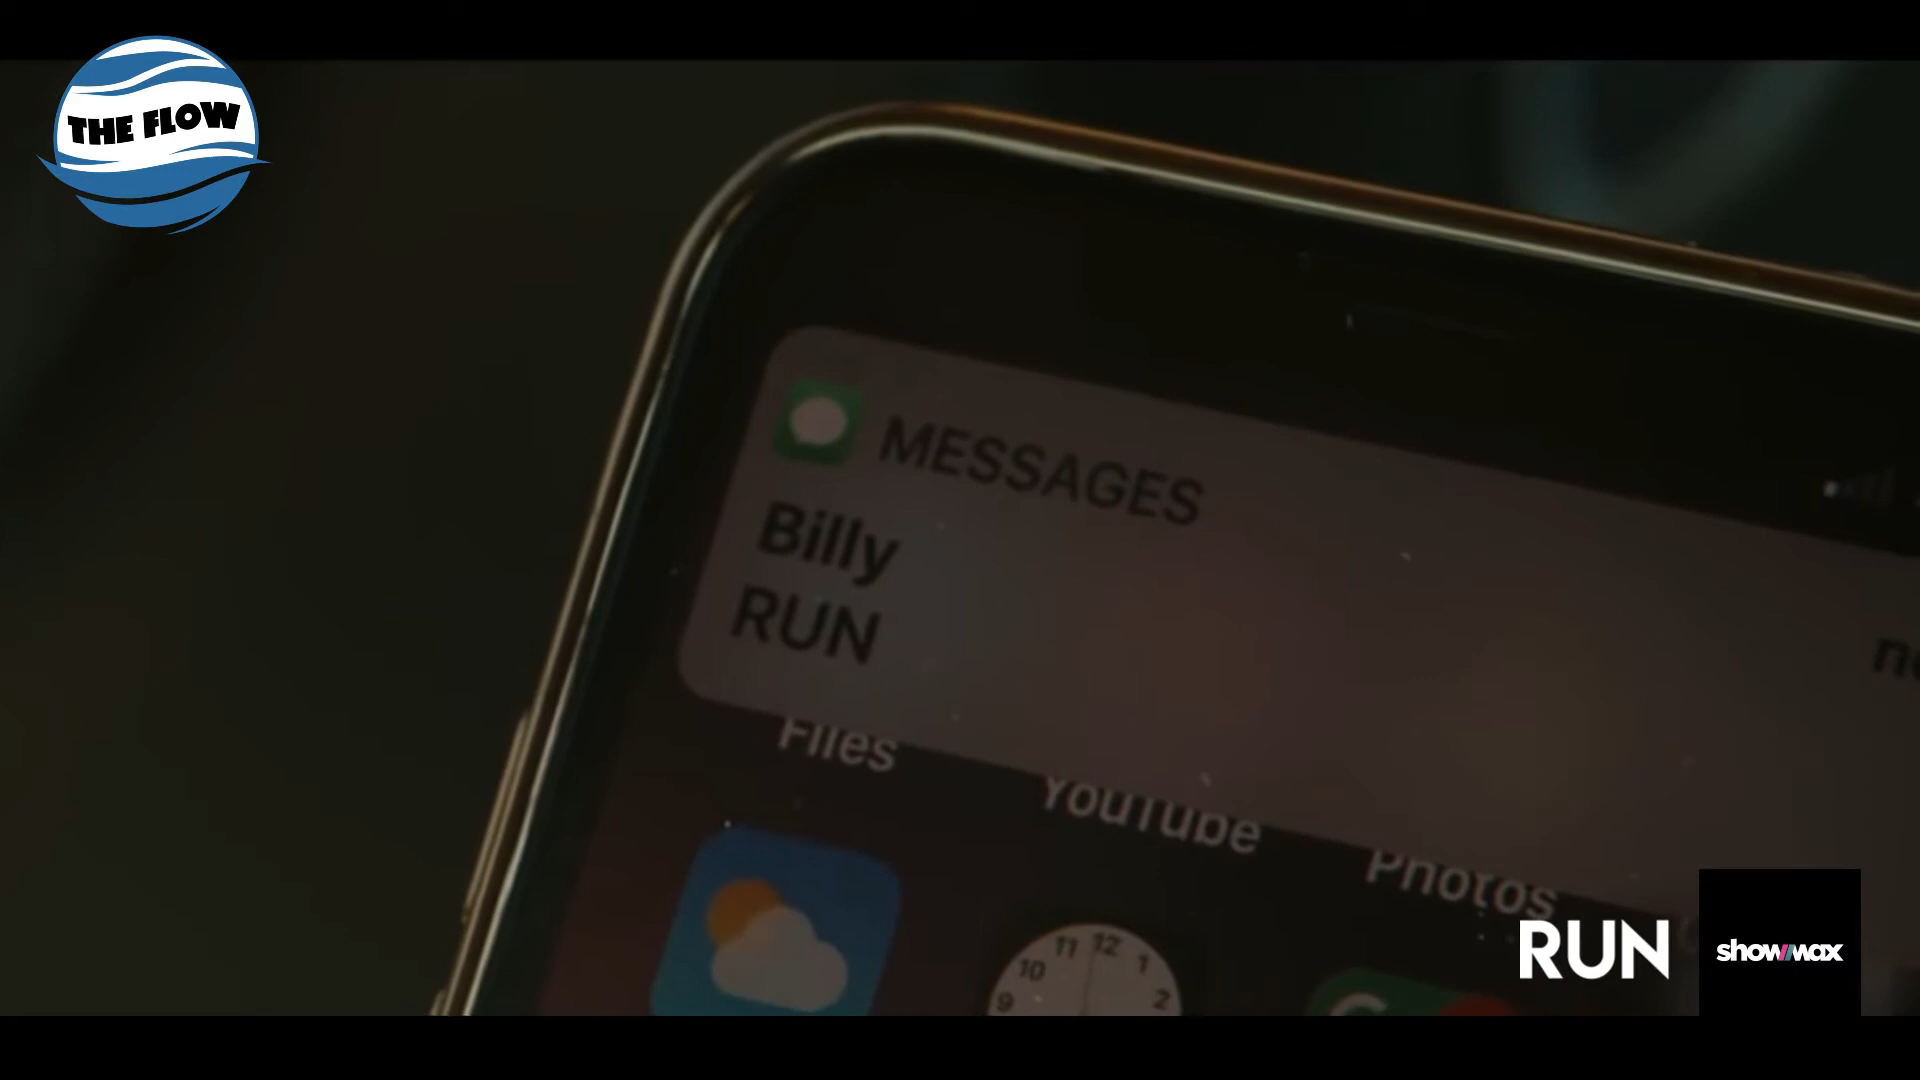 THE FLOW
MESSAGES
Billy
RUN
Files
YouTube
Photos
11 12 1
10 2
9
RUN
showmax